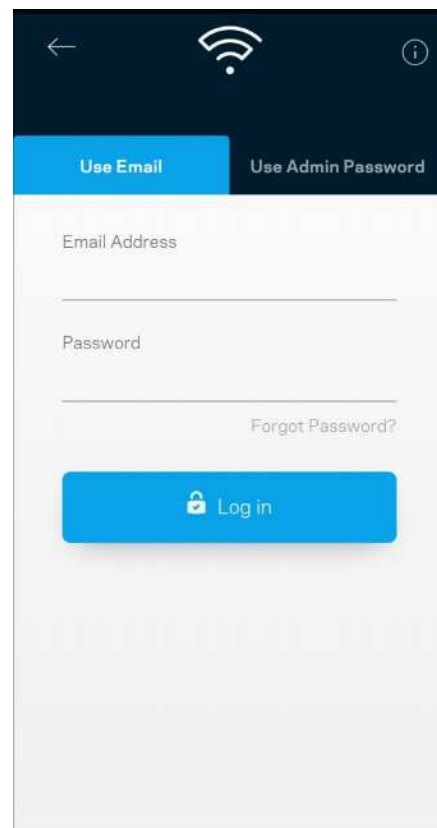 Use Email
Use Admin Password
Email Address
Password
Forgot Password?
Log in